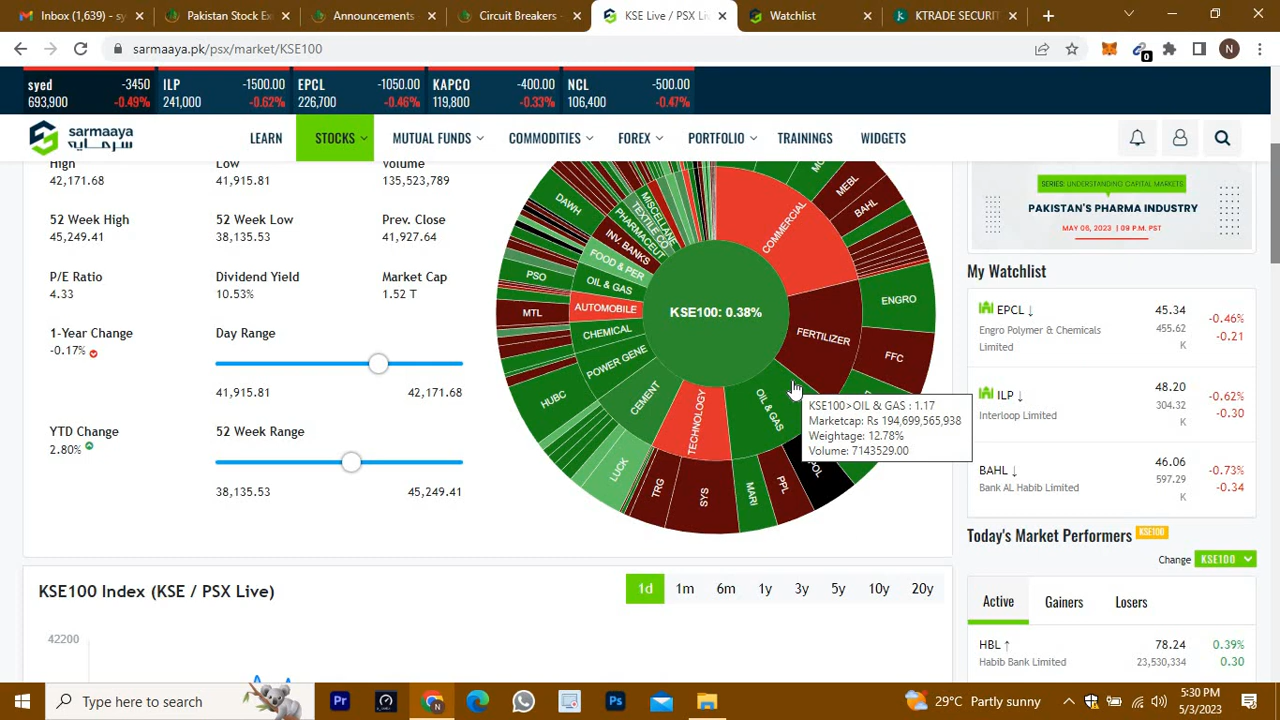 Inbox (1,639) - sy
Pakistan Stock Ex
Announcements
Circuit Breakers -
KSE Live / PSX Liv
Watchlist
KTRADE SECURIT
sarmaaya.pk/psx/market/KSE100
0
N
syed -3450
693,900 -0.49%
ILP -1500.00
241,000 -0.62%
EPCL -1050.00
226,700 -0.46%
KAPCO -400.00
119,800 -0.33%
NCL -500.00
106,400 -0.47%
sarmaaya
سرمایہ
LEARN
STOCKS
MUTUAL FUNDS
COMMODITIES
FOREX
PORTFOLIO
TRAININGS
WIDGETS
High
42,171.68
Low
41,915.81
Volume
135,523,789
52 Week High
45,249.41
52 Week Low
38,135.53
Prev. Close
41,927.64
P/E Ratio
4.33
Dividend Yield
10.53%
Market Cap
1.52 T
1-Year Change
-0.17%
Day Range
41,915.81 42,171.68
YTD Change
2.80%
52 Week Range
38,135.53 45,249.41
KSE100: 0.38%
COMMERCIAL
FERTILIZER
OIL & GAS
TECHNOLOGY
CEMENT
POWER GENE
CHEMICAL
AUTOMOBILE
OIL & GAS
FOOD & PER
INV. BANKS
PHARMACEUT
TEXTILE CO
MISCELLANE
MEBL
BAHL
ENGRO
FFC
PPL
MARI
SYS
TRG
LUCK
HUBC
MTL
PSO
DAWH
KSE100>OIL & GAS : 1.17
Marketcap: Rs 194,699,565,938
Weightage: 12.78%
Volume: 7143529.00
SERIES: UNDERSTANDING CAPITAL MARKETS
PAKISTAN'S PHARMA INDUSTRY
MAY 06, 2023 | 09 P.M. PST
My Watchlist
EPCL ↓ 45.34 -0.46%
Engro Polymer & Chemicals Limited 455.62 K -0.21
ILP ↓ 48.20 -0.62%
Interloop Limited 304.32 K -0.30
BAHL ↓ 46.06 -0.73%
Bank AL Habib Limited 597.29 K -0.34
Today's Market Performers KSE100
Change KSE100
Active
Gainers
Losers
HBL ↑ 78.24 0.39%
Habib Bank Limited 23,530,334 0.30
KSE100 Index (KSE / PSX Live)
1d
1m
6m
1y
3y
5y
10y
20y
42200
Type here to search
Pr
Ps
29°C Partly sunny
5:30 PM
5/3/2023